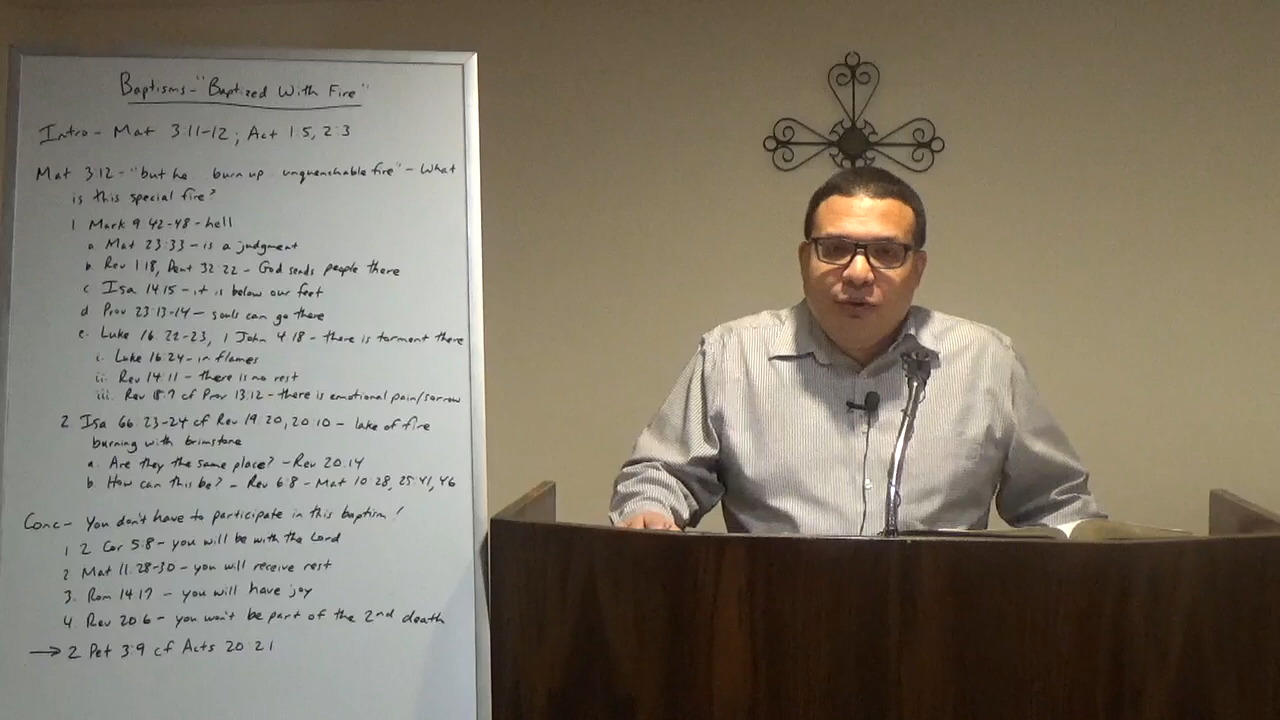 Baptisms - "Baptized With Fire"
Intro - Mat 3:11-12; Act 1:5, 2:3
Mat 3:12 - "but he burn up unquenchable fire" - What
is this special fire?
1 Mark 9 42-48 - hell
a Mat 23:33 - is a judgment
b Rev 1:18, Deut 32 22 - God sends people there
c Isa 14:15 - it is below our feet
d Prov 23:13-14 - souls can go there
e. Luke 16 22-23, 1 John 4 18 - there is torment there
i. Luke 16:24 - in flames
ii. Rev 14:11 - there is no rest
iii. Rev 18:7 cf Prov 13:12 - there is emotional pain/sorrow
2 Isa 66 23-24 cf Rev 19 20, 20:10 - lake of fire
burning with brimstone
a. Are they the same place? - Rev 20:14
b How can this be? - Rev 6:8 - Mat 10:28, 25:41, 46
Conc - You don't have to participate in this baptism!
1 2 Cor 5:8 - you will be with the Lord
2 Mat 11:28-30 - you will receive rest
3. Rom 14:17 - you will have joy
4 Rev 20 6 - you won't be part of the 2nd death
→ 2 Pet 3:9 cf Acts 20:21